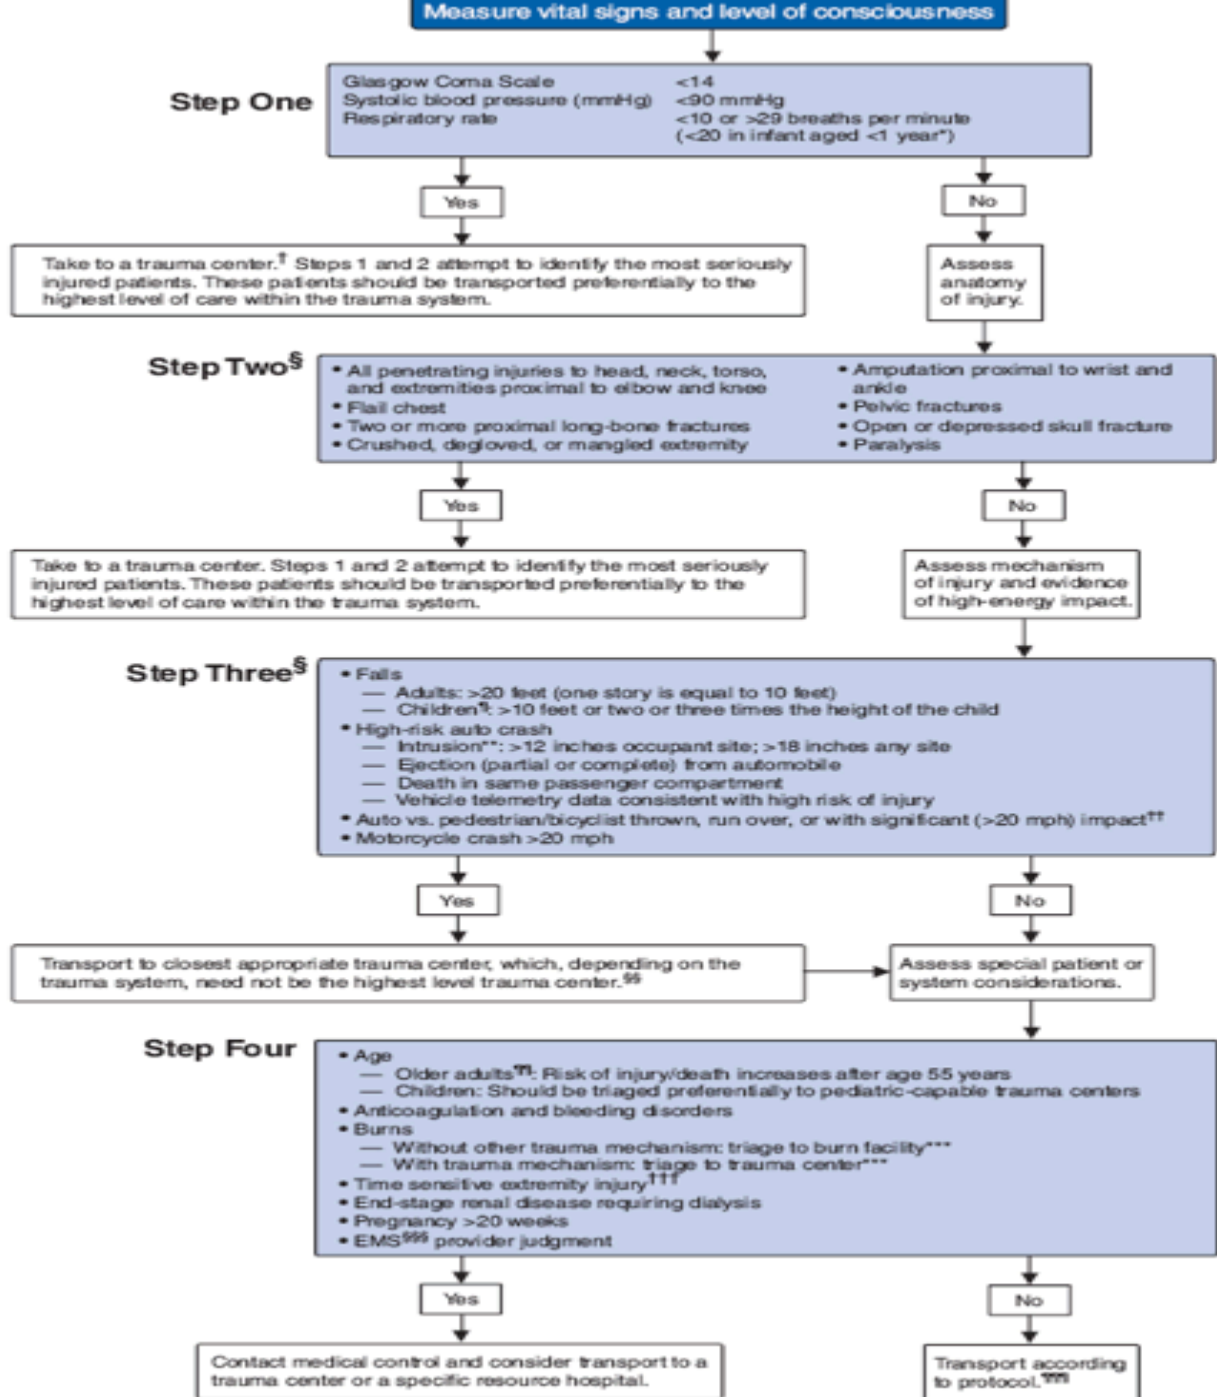 Measure vital signs and level of consciousness
Step One
Glasgow Coma Scale <14
Systolic blood pressure (mmHg) <90 mmHg
Respiratory rate <10 or >29 breaths per minute
(<20 in infant aged <1 year*)
Yes
No
Take to a trauma center.† Steps 1 and 2 attempt to identify the most seriously
injured patients. These patients should be transported preferentially to the
highest level of care within the trauma system.
Assess
anatomy
of injury.
Step Two§
• All penetrating injuries to head, neck, torso,
and extremities proximal to elbow and knee
• Flail chest
• Two or more proximal long-bone fractures
• Crushed, degloved, or mangled extremity
• Amputation proximal to wrist and
ankle
• Pelvic fractures
• Open or depressed skull fracture
• Paralysis
Yes
No
Take to a trauma center. Steps 1 and 2 attempt to identify the most seriously
injured patients. These patients should be transported preferentially to the
highest level of care within the trauma system.
Assess mechanism
of injury and evidence
of high-energy impact.
Step Three§
• Falls
— Adults: >20 feet (one story is equal to 10 feet)
— Children¶: >10 feet or two or three times the height of the child
• High-risk auto crash
— Intrusion**: >12 inches occupant site; >18 inches any site
— Ejection (partial or complete) from automobile
— Death in same passenger compartment
— Vehicle telemetry data consistent with high risk of injury
• Auto vs. pedestrian/bicyclist thrown, run over, or with significant (>20 mph) impact††
• Motorcycle crash >20 mph
Yes
No
Transport to closest appropriate trauma center, which, depending on the
trauma system, need not be the highest level trauma center.§§
Assess special patient or
system considerations.
Step Four
• Age
— Older adults¶¶: Risk of injury/death increases after age 55 years
— Children: Should be triaged preferentially to pediatric-capable trauma centers
• Anticoagulation and bleeding disorders
• Burns
— Without other trauma mechanism: triage to burn facility***
— With trauma mechanism: triage to trauma center***
• Time sensitive extremity injury†††
• End-stage renal disease requiring dialysis
• Pregnancy >20 weeks
• EMS§§§ provider judgment
Yes
No
Contact medical control and consider transport to a
trauma center or a specific resource hospital.
Transport according
to protocol.¶¶¶